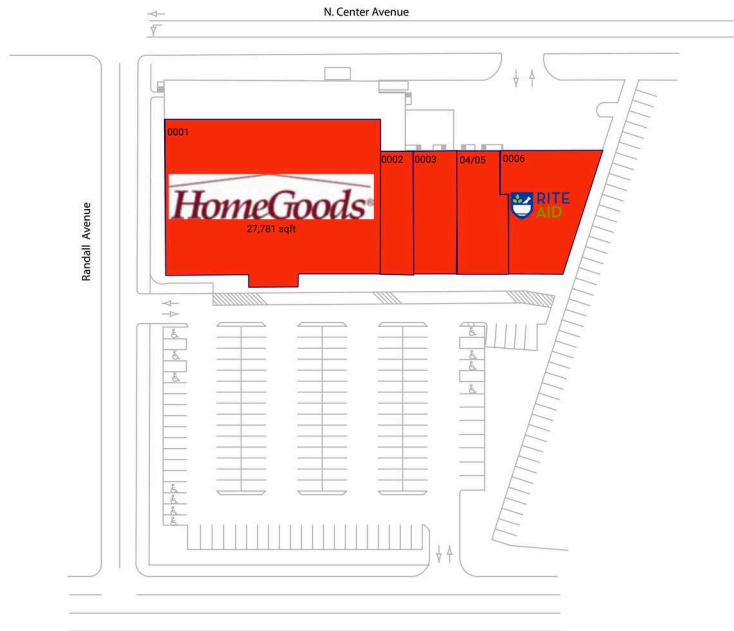 N. Center Avenue
Randall Avenue
0001
HomeGoods®
27,781 sqft
0002
0003
04/05
0006
RITE
AID